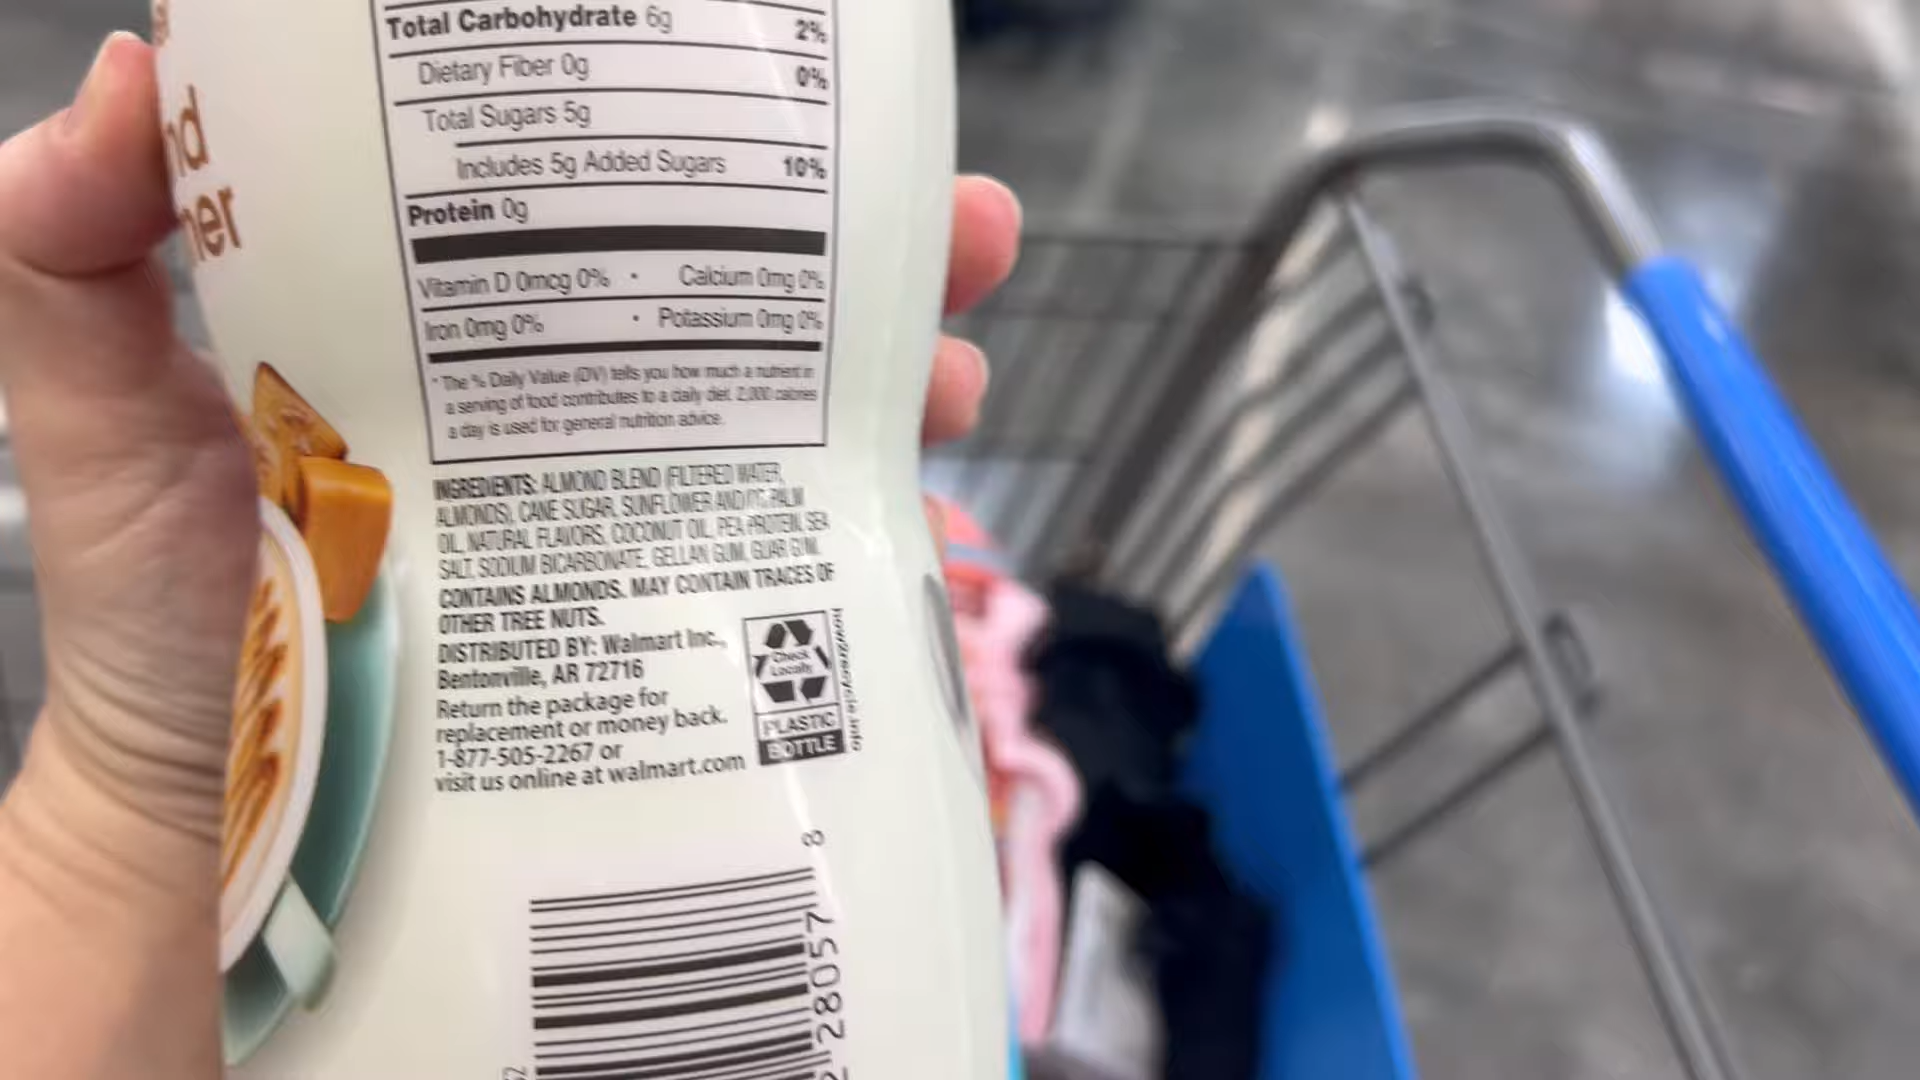 nd
ner
Total Carbohydrate 6g 2%
Dietary Fiber 0g 0%
Total Sugars 5g
Includes 5g Added Sugars 10%
Protein 0g
Vitamin D 0mcg 0% • Calcium 0mg 0%
Iron 0mg 0% • Potassium 0mg 0%
* The % Daily Value (DV) tells you how much a nutrient in
a serving of food contributes to a daily diet. 2,000 calories
a day is used for general nutrition advice.
INGREDIENTS: ALMOND BLEND (FILTERED WATER,
ALMONDS), CANE SUGAR, SUNFLOWER AND/OR PALM
OIL, NATURAL FLAVORS, COCONUT OIL, PEA PROTEIN, SEA
SALT, SODIUM BICARBONATE, GELLAN GUM, GUAR GUM.
CONTAINS ALMONDS. MAY CONTAIN TRACES OF
OTHER TREE NUTS.
DISTRIBUTED BY: Walmart Inc.,
Bentonville, AR 72716
Return the package for
replacement or money back.
1-877-505-2267 or
visit us online at walmart.com
Check
Locally
PLASTIC
BOTTLE
how2recycle.info
8
28057